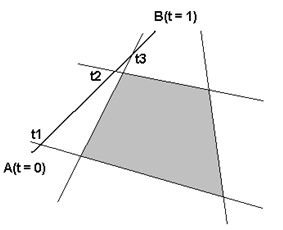 B(t = 1)
t3
t2
t1
A(t = 0)